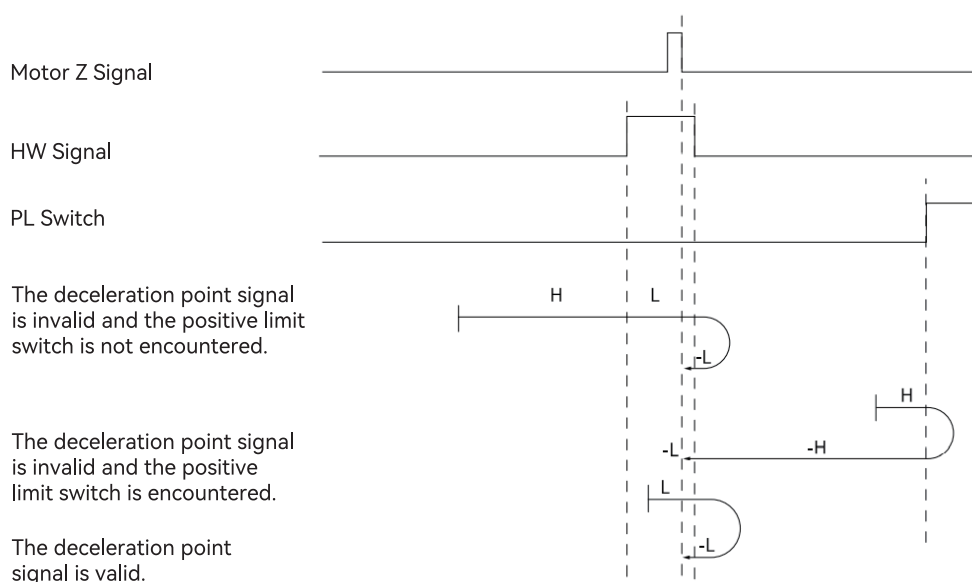 Motor Z Signal
HW Signal
PL Switch
The deceleration point signal
is invalid and the positive limit
switch is not encountered.
H
L
-L
The deceleration point signal
is invalid and the positive
limit switch is encountered.
H
-H
-L
The deceleration point
signal is valid.
L
-L